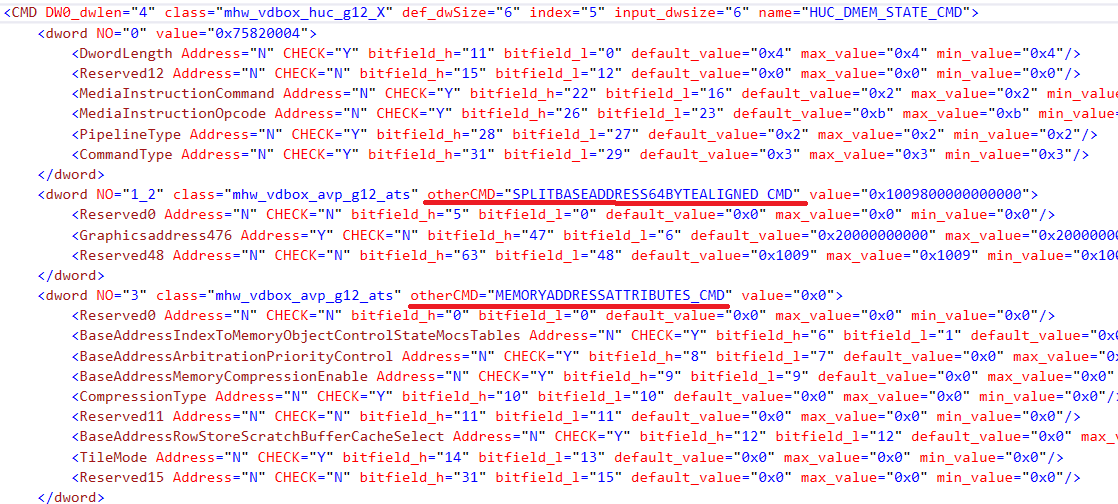 <CMD DW0_dwlen="4" class="mhw_vdbox_huc_g12_X" def_dwSize="6" index="5" input_dwsize="6" name="HUC_DMEM_STATE_CMD">
<dword NO="0" value="0x75820004">
<DwordLength Address="N" CHECK="Y" bitfield_h="11" bitfield_l="0" default_value="0x4" max_value="0x4" min_value="0x4"/>
<Reserved12 Address="N" CHECK="N" bitfield_h="15" bitfield_l="12" default_value="0x0" max_value="0x0" min_value="0x0"/>
<MediaInstructionCommand Address="N" CHECK="Y" bitfield_h="22" bitfield_l="16" default_value="0x2" max_value="0x2" min_value
<MediaInstructionOpcode Address="N" CHECK="Y" bitfield_h="26" bitfield_l="23" default_value="0xb" max_value="0xb" min_value=
<PipelineType Address="N" CHECK="Y" bitfield_h="28" bitfield_l="27" default_value="0x2" max_value="0x2" min_value="0x2"/>
<CommandType Address="N" CHECK="Y" bitfield_h="31" bitfield_l="29" default_value="0x3" max_value="0x3" min_value="0x3"/>
</dword>
<dword NO="1_2" class="mhw_vdbox_avp_g12_ats" otherCMD="SPLITBASEADDRESS64BYTEALIGNED_CMD" value="0x1009800000000000">
<Reserved0 Address="N" CHECK="N" bitfield_h="5" bitfield_l="0" default_value="0x0" max_value="0x0" min_value="0x0"/>
<Graphicsaddress476 Address="Y" CHECK="N" bitfield_h="47" bitfield_l="6" default_value="0x20000000000" max_value="0x20000000
<Reserved48 Address="N" CHECK="N" bitfield_h="63" bitfield_l="48" default_value="0x1009" max_value="0x1009" min_value="0x100
</dword>
<dword NO="3" class="mhw_vdbox_avp_g12_ats" otherCMD="MEMORYADDRESSATTRIBUTES_CMD" value="0x0">
<Reserved0 Address="N" CHECK="N" bitfield_h="0" bitfield_l="0" default_value="0x0" max_value="0x0" min_value="0x0"/>
<BaseAddressIndexToMemoryObjectControlStateMocsTables Address="N" CHECK="Y" bitfield_h="6" bitfield_l="1" default_value="0x0
<BaseAddressArbitrationPriorityControl Address="N" CHECK="Y" bitfield_h="8" bitfield_l="7" default_value="0x0" max_value="0x
<BaseAddressMemoryCompressionEnable Address="N" CHECK="Y" bitfield_h="9" bitfield_l="9" default_value="0x0" max_value="0x0"
<CompressionType Address="N" CHECK="Y" bitfield_h="10" bitfield_l="10" default_value="0x0" max_value="0x0" min_value="0x0"/>
<Reserved11 Address="N" CHECK="N" bitfield_h="11" bitfield_l="11" default_value="0x0" max_value="0x0" min_value="0x0"/>
<BaseAddressRowStoreScratchBufferCacheSelect Address="N" CHECK="Y" bitfield_h="12" bitfield_l="12" default_value="0x0" max_v
<TileMode Address="N" CHECK="Y" bitfield_h="14" bitfield_l="13" default_value="0x0" max_value="0x0" min_value="0x0"/>
<Reserved15 Address="N" CHECK="N" bitfield_h="31" bitfield_l="15" default_value="0x0" max_value="0x0" min_value="0x0"/>
</dword>